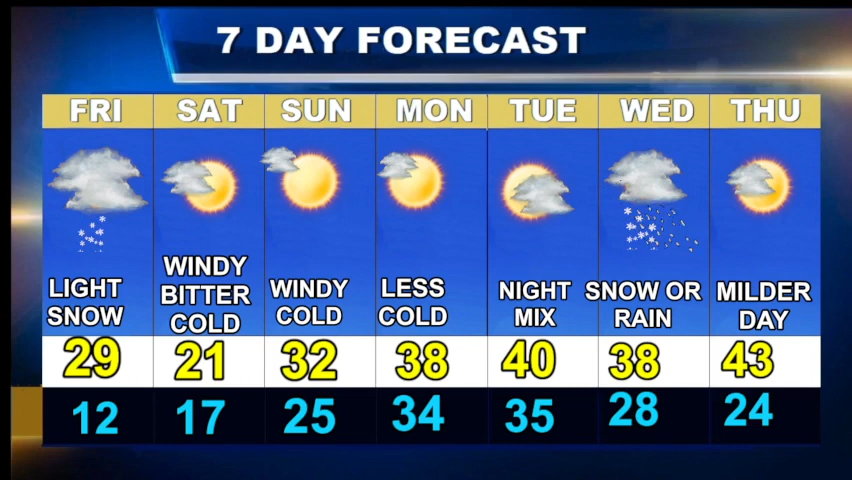 7 DAY FORECAST
FRI SAT SUN MON TUE WED THU
LIGHT
SNOW
WINDY
BITTER
COLD
WINDY
COLD
LESS
COLD
NIGHT
MIX
SNOW OR
RAIN
MILDER
DAY
29 21 32 38 40 38 43
12 17 25 34 35 28 24